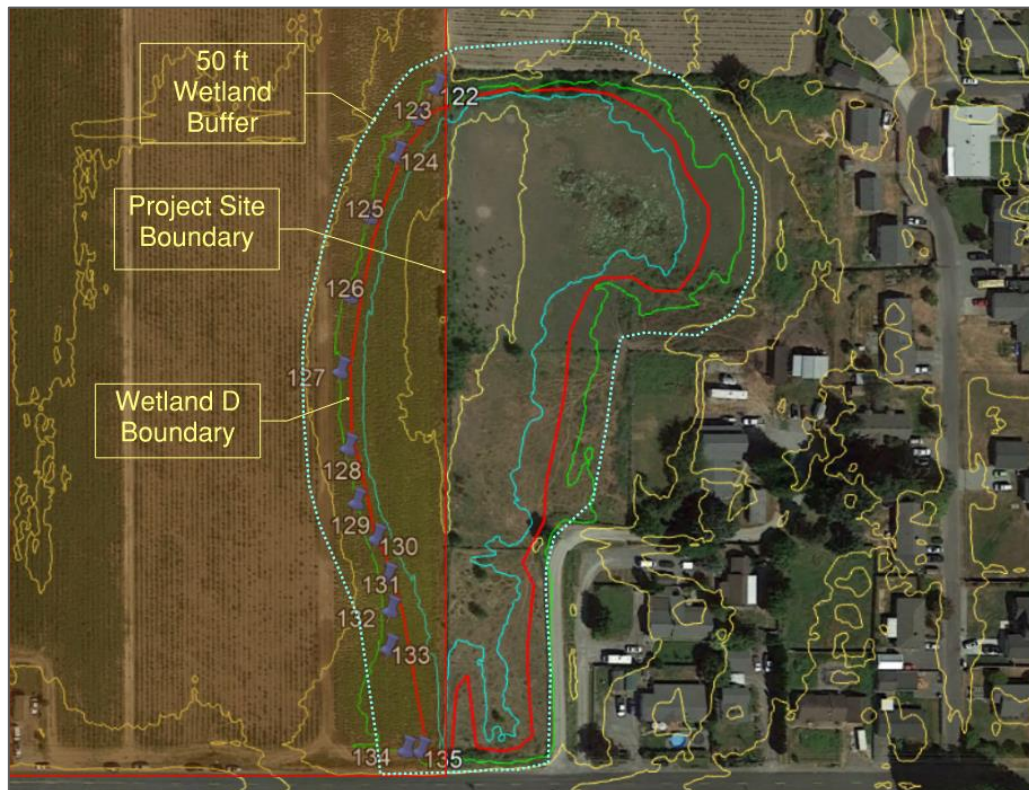 50 ft
Wetland
Buffer
122
123
124
Project Site
Boundary
125
126
127
Wetland D
Boundary
128
129
130
131
132
133
134
135